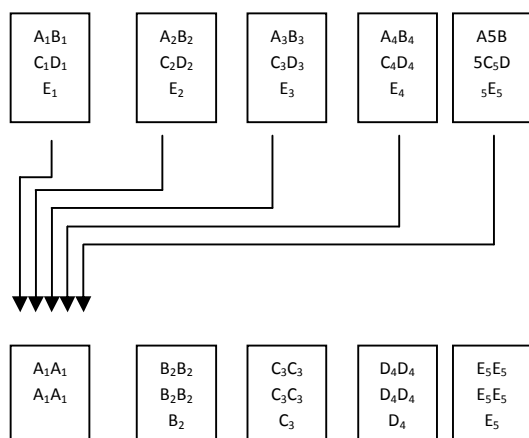 A₁B₁
C₁D₁
E₁
A₂B₂
C₂D₂
E₂
A₃B₃
C₃D₃
E₃
A₄B₄
C₄D₄
E₄
A5B
5C₅D
₅E₅
A₁A₁
A₁A₁
B₂B₂
B₂B₂
B₂
C₃C₃
C₃C₃
C₃
D₄D₄
D₄D₄
D₄
E₅E₅
E₅E₅
E₅